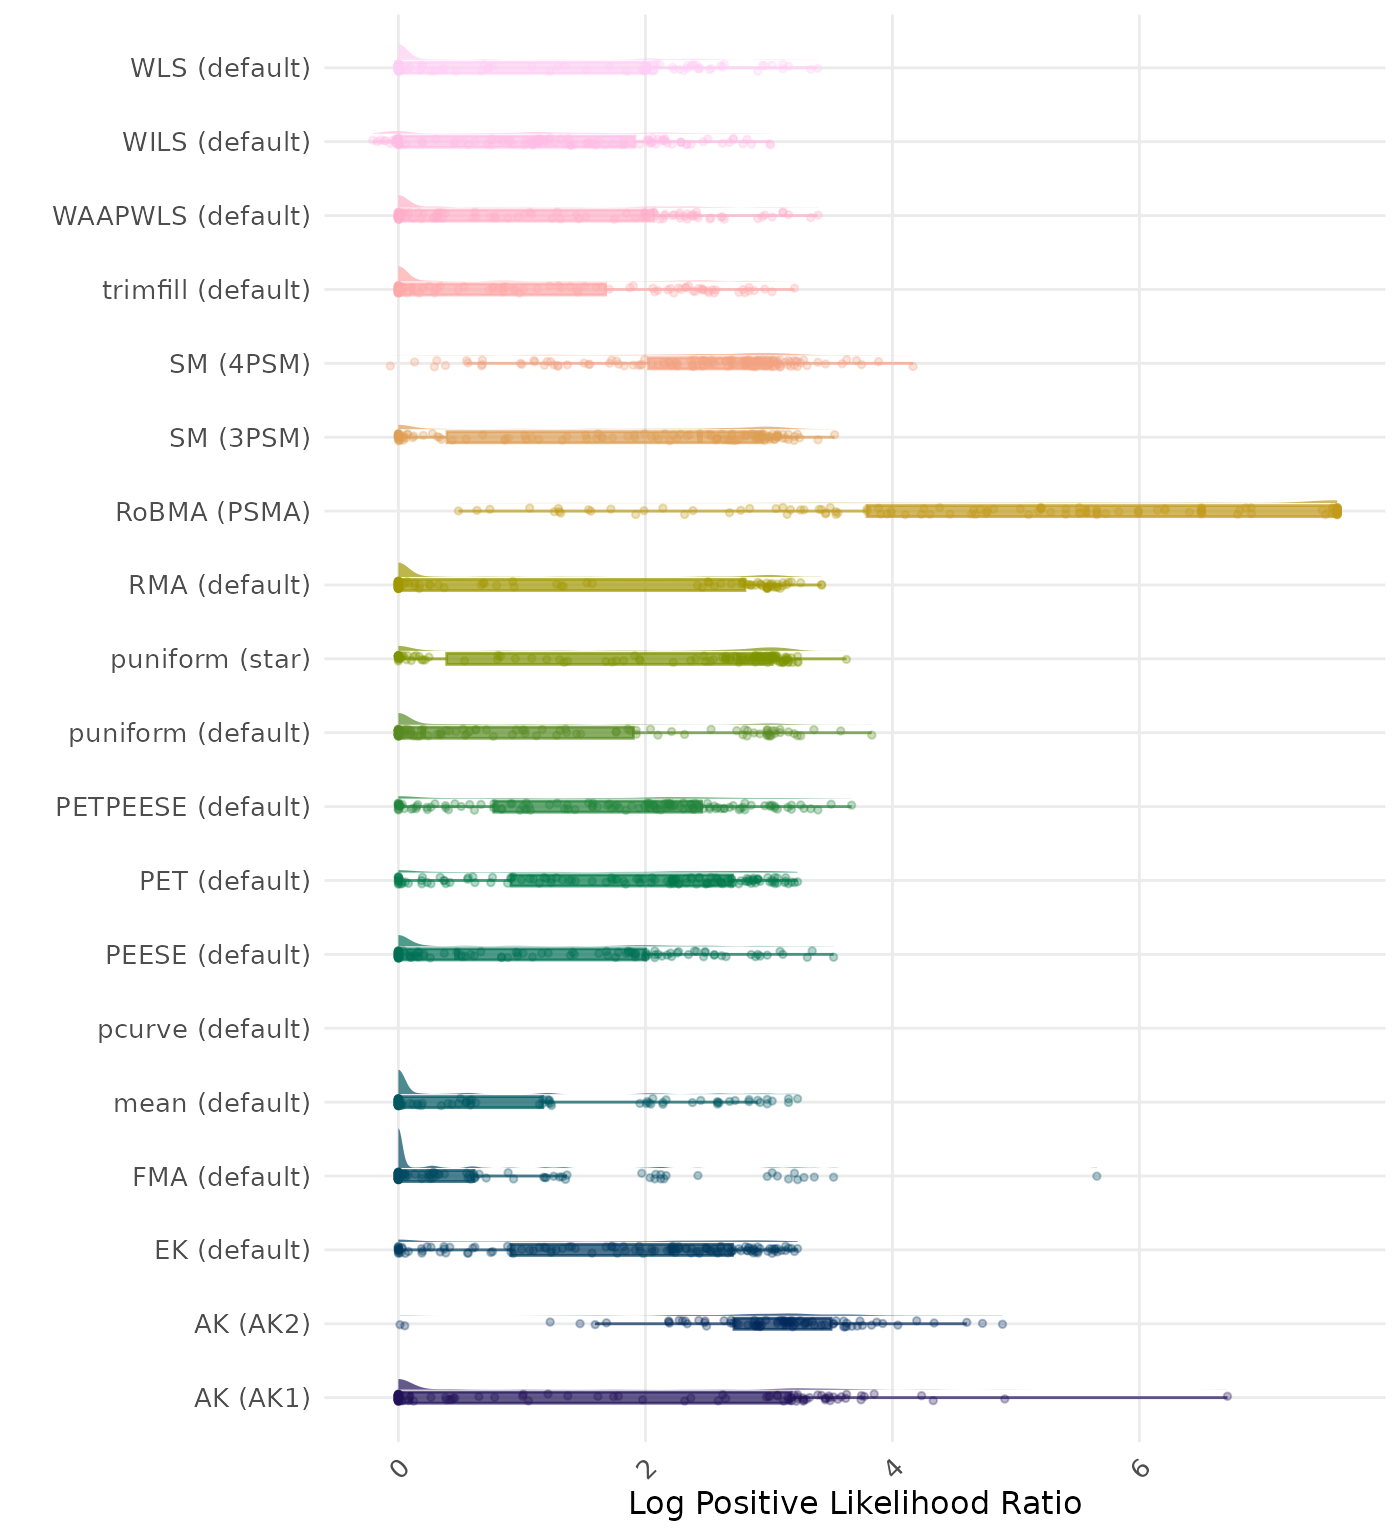 WLS (default)
WILS (default)
WAAPWLS (default)
trimfill (default)
SM (4PSM)
SM (3PSM)
RoBMA (PSMA)
RMA (default)
puniform (star)
puniform (default)
PETPEESE (default)
PET (default)
PEESE (default)
pcurve (default)
mean (default)
FMA (default)
EK (default)
AK (AK2)
AK (AK1)
0 2 4 6
Log Positive Likelihood Ratio